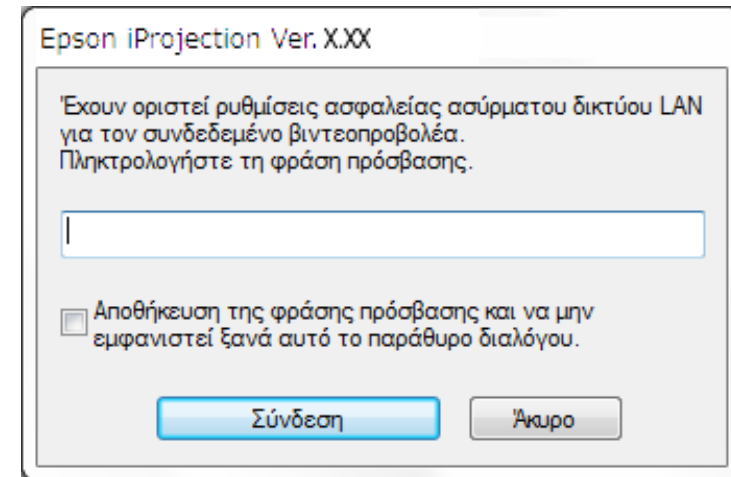 Epson iProjection Ver. X.XX
Έχουν οριστεί ρυθμίσεις ασφαλείας ασύρματου δικτύου LAN
για τον συνδεδεμένο βιντεοπροβολέα.
Πληκτρολογήστε τη φράση πρόσβασης.
Αποθήκευση της φράσης πρόσβασης και να μην
εμφανιστεί ξανά αυτό το παράθυρο διαλόγου.
Σύνδεση Άκυρο